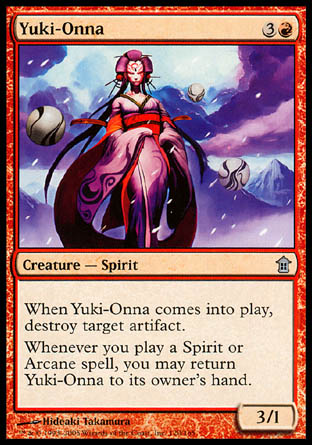 Yuki-Onna 3
Creature — Spirit
When Yuki-Onna comes into play,
destroy target artifact.
Whenever you play a Spirit or
Arcane spell, you may return
Yuki-Onna to its owner's hand.
Hideaki Takamura
3/1